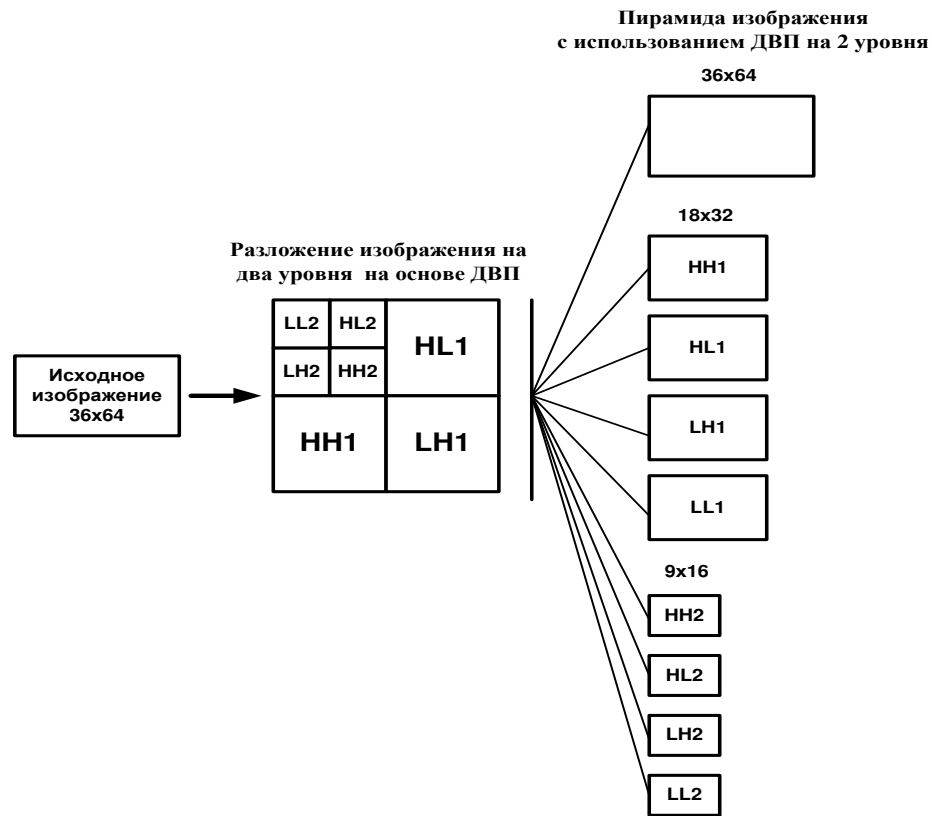 Пирамида изображения
с использованием ДВП на 2 уровня
36x64
18x32
HH1
Разложение изображения на
два уровня на основе ДВП
LL2 HL2
HL1
HL1
LH2 HH2
Исходное
изображение
36x64
HH1 LH1
LH1
LL1
9x16
HH2
HL2
LH2
LL2